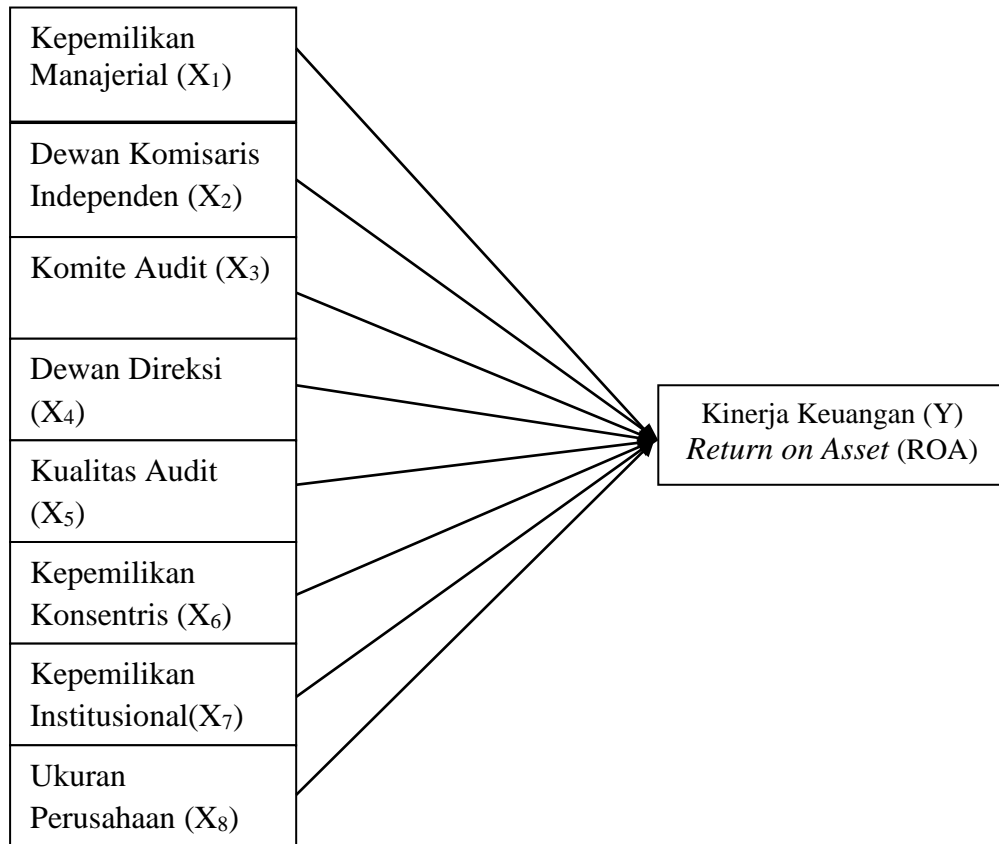 Kepemilikan
Manajerial (X₁)
Dewan Komisaris
Independen (X₂)
Komite Audit (X₃)
Dewan Direksi
(X₄)
Kualitas Audit
(X₅)
Kepemilikan
Konsentris (X₆)
Kepemilikan
Institusional(X₇)
Ukuran
Perusahaan (X₈)
Kinerja Keuangan (Y)
Return on Asset (ROA)